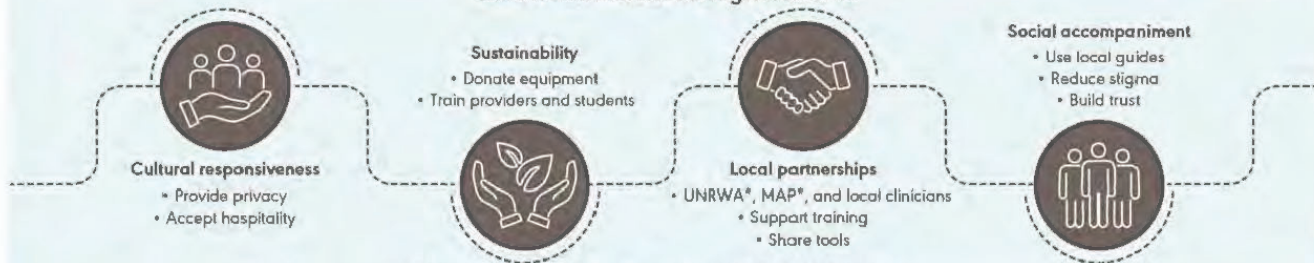 Cultural responsiveness
• Provide privacy
• Accept hospitality
Sustainability
• Donate equipment
• Train providers and students
Local partnerships
• UNRWA*, MAP*, and local clinicians
• Support training
• Share tools
Social accompaniment
• Use local guides
• Reduce stigma
• Build trust